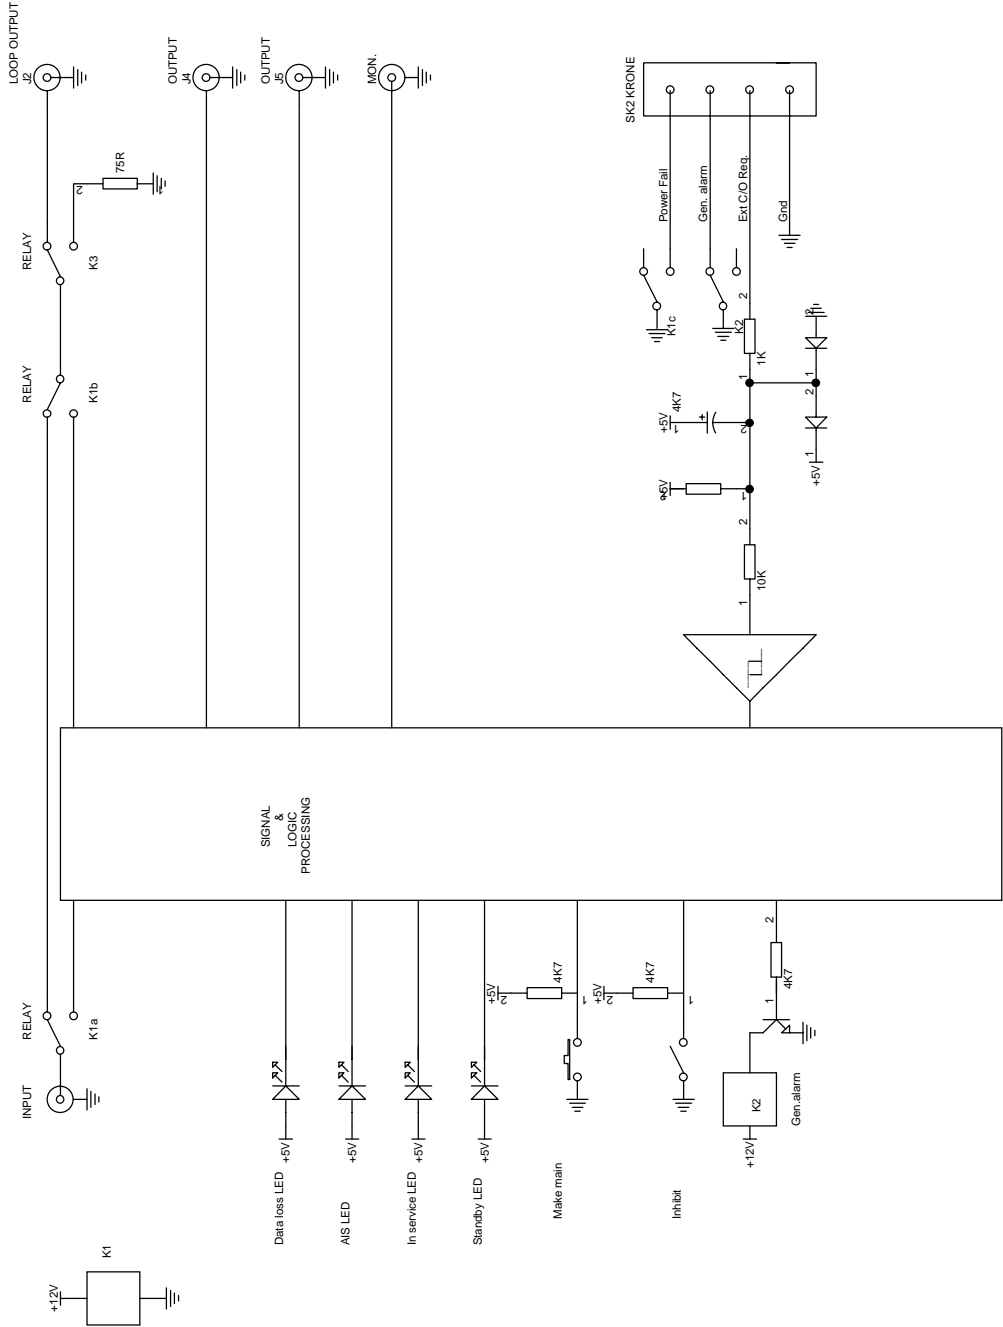 LOOP OUTPUT
J2
OUTPUT
J4
OUTPUT
J5
MON.
SK2 KRONE
75R
1
2
RELAY
K3
Power Fail
Gen. alarm
Ext C/O Req.
Gnd
K1c
K2
2
1K
1
2
1
2
1
+5V
RELAY
K1b
4K7
+5V
1
+
2
+5V
2
1
2
10K
1
SIGNAL
&
LOGIC
PROCESSING
RELAY
K1a
INPUT
+5V
2
4K7
1
+5V
2
4K7
1
2
4K7
1
K2
Gen.alarm
+12V
+5V
+5V
+5V
+5V
Data loss LED
AIS LED
In service LED
Standby LED
Make main
Inhibit
K1
+12V